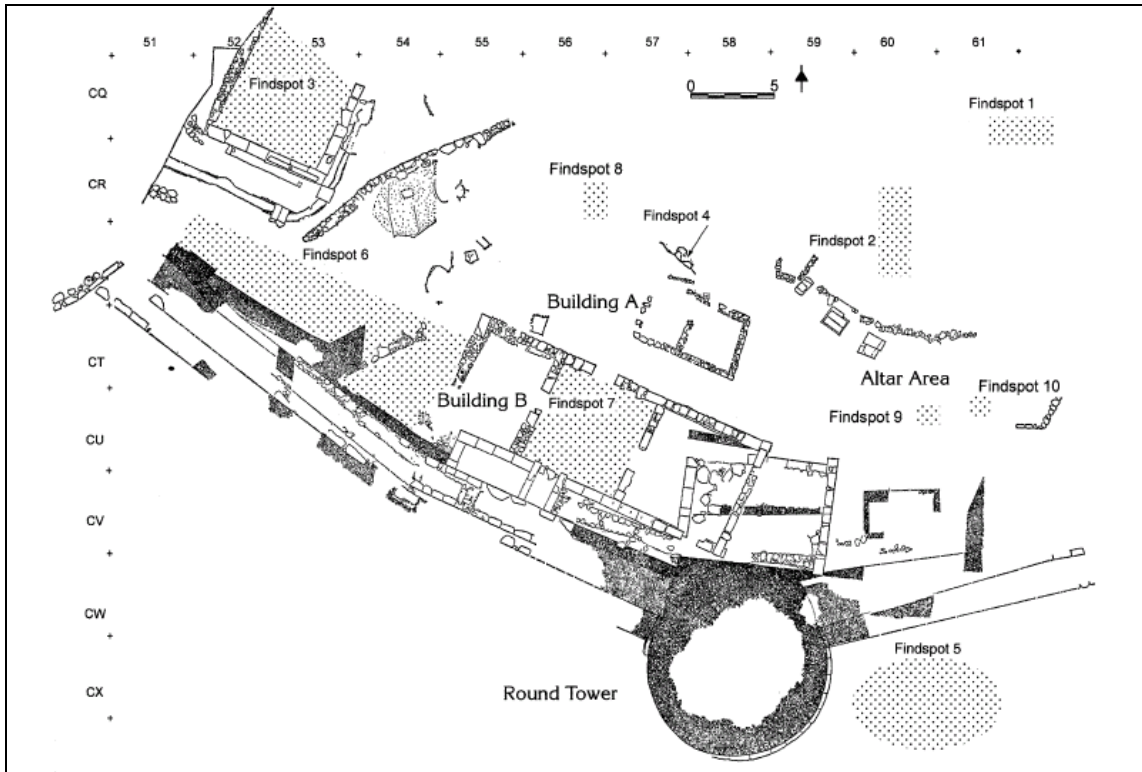 51 52 53 54 55 56 57 58 59 60 61
0 5
CQ
Findspot 3
Findspot 1
CR
Findspot 8
Findspot 4
Findspot 2
Findspot 6
Building A
CT
Altar Area
Findspot 10
Building B
Findspot 7
Findspot 9
CU
CV
CW
Findspot 5
CX
Round Tower